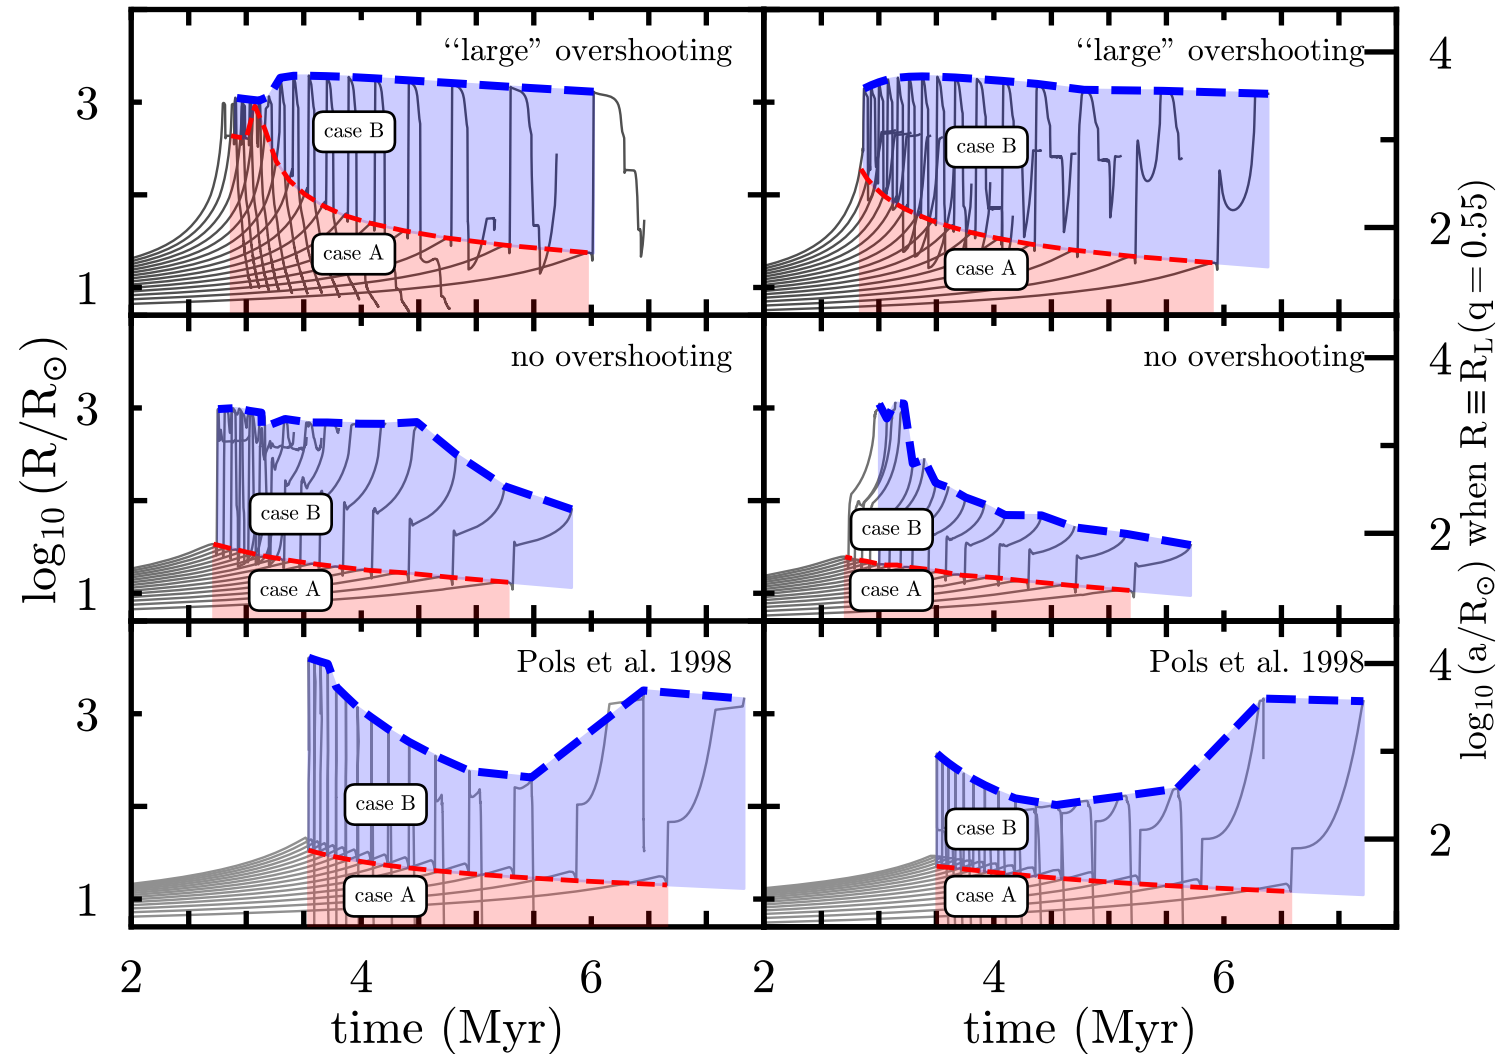 “large” overshooting
“large” overshooting
4
3
case B
case B
case A
case A
2
1
no overshooting
no overshooting
4
3
case B
case B
2
case A
case A
1
Pols et al. 1998
Pols et al. 1998
4
3
case B
case B
2
case A
case A
1
2 4 6
2 4 6
time (Myr)
time (Myr)
log₁₀(R/R⊙)
log₁₀(a/R⊙) when R≡R_L(q=0.55)